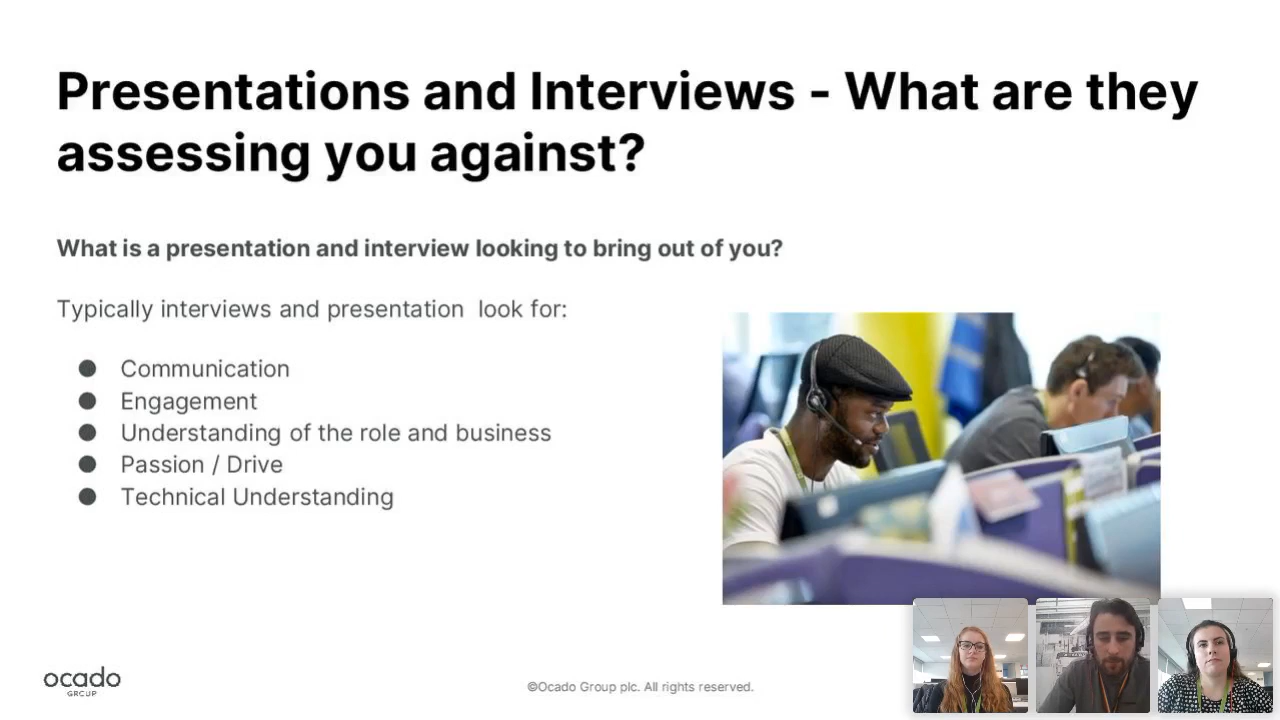 Presentations and Interviews - What are they
assessing you against?
What is a presentation and interview looking to bring out of you?
Typically interviews and presentation  look for:
● Communication
● Engagement
● Understanding of the role and business
● Passion / Drive
● Technical Understanding
ocado
GROUP
©Ocado Group plc. All rights reserved.